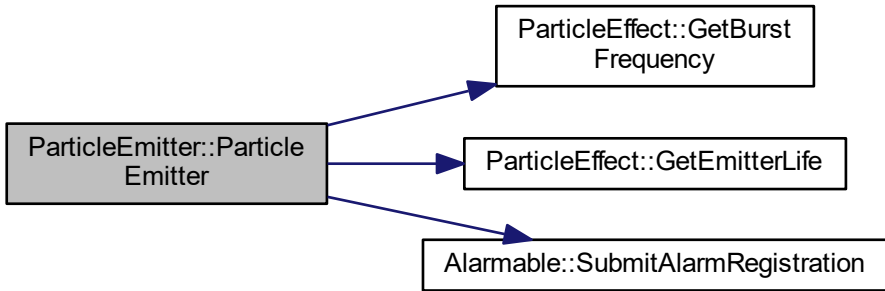 ParticleEmitter::Particle
Emitter
ParticleEffect::GetBurst
Frequency
ParticleEffect::GetEmitterLife
Alarmable::SubmitAlarmRegistration